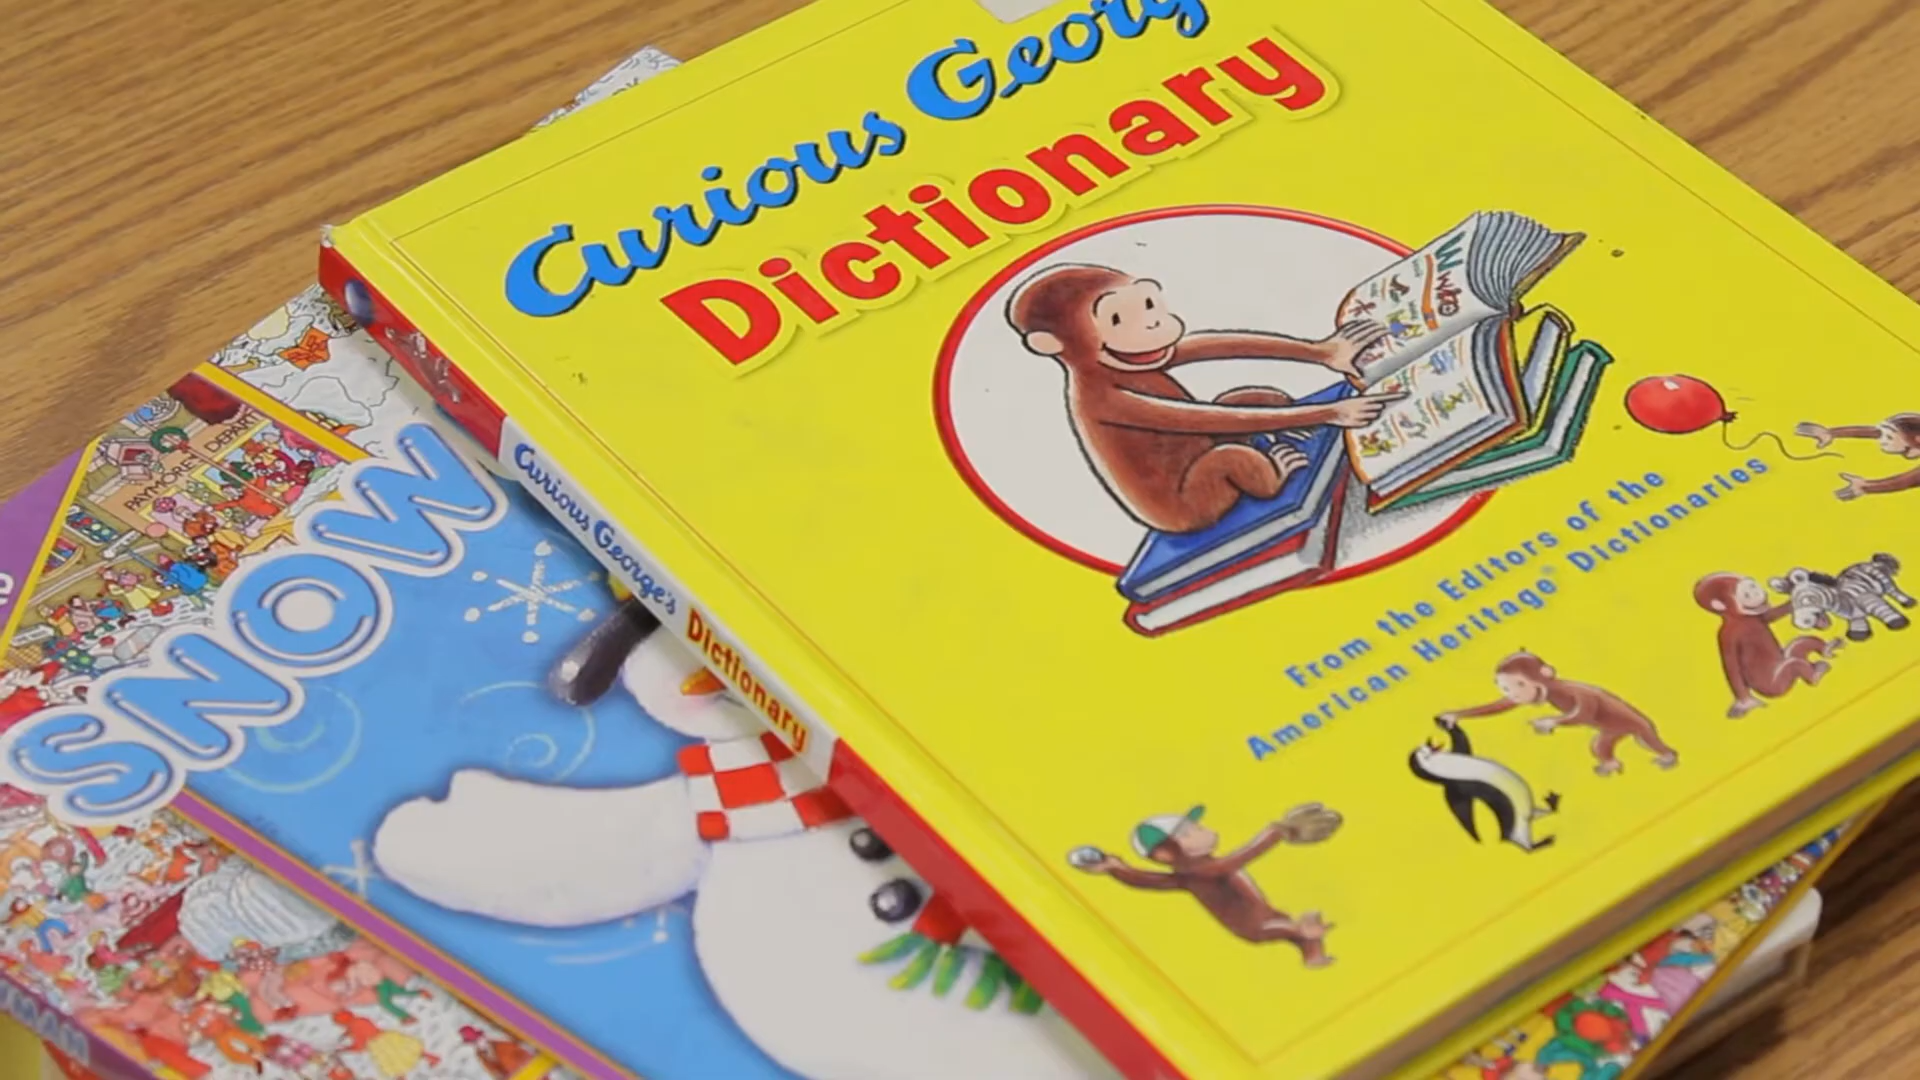 Curious Georg
Dictionary
From the Editors of the
American Heritage® Dictionaries
Curious George's Dictionary
SNOW
PAYMORE DEPART